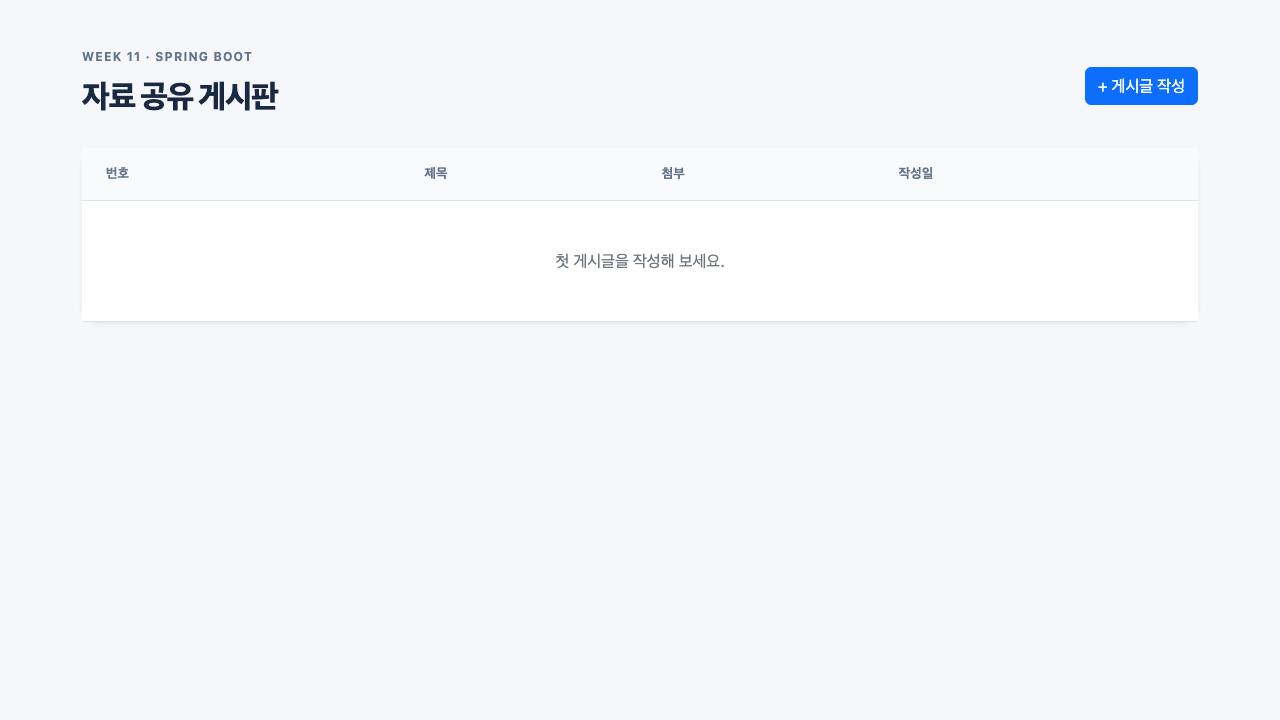 WEEK 11 · SPRING BOOT
자료 공유 게시판
+ 게시글 작성
번호 제목 첨부 작성일
첫 게시글을 작성해 보세요.